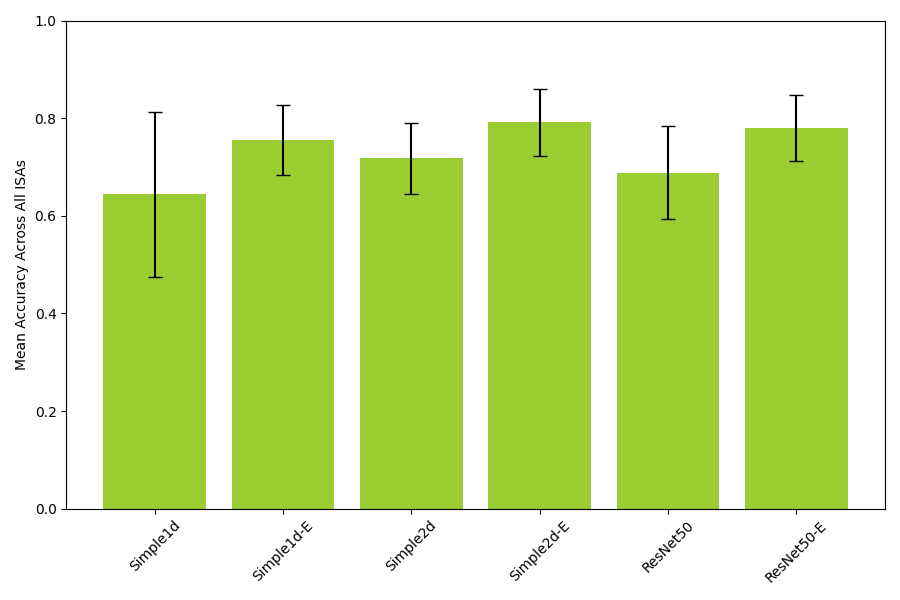 Mean Accuracy Across All ISAs
1.0
0.8
0.6
0.4
0.2
0.0
Simple1d
Simple1d-E
Simple2d
Simple2d-E
ResNet50
ResNet50-E